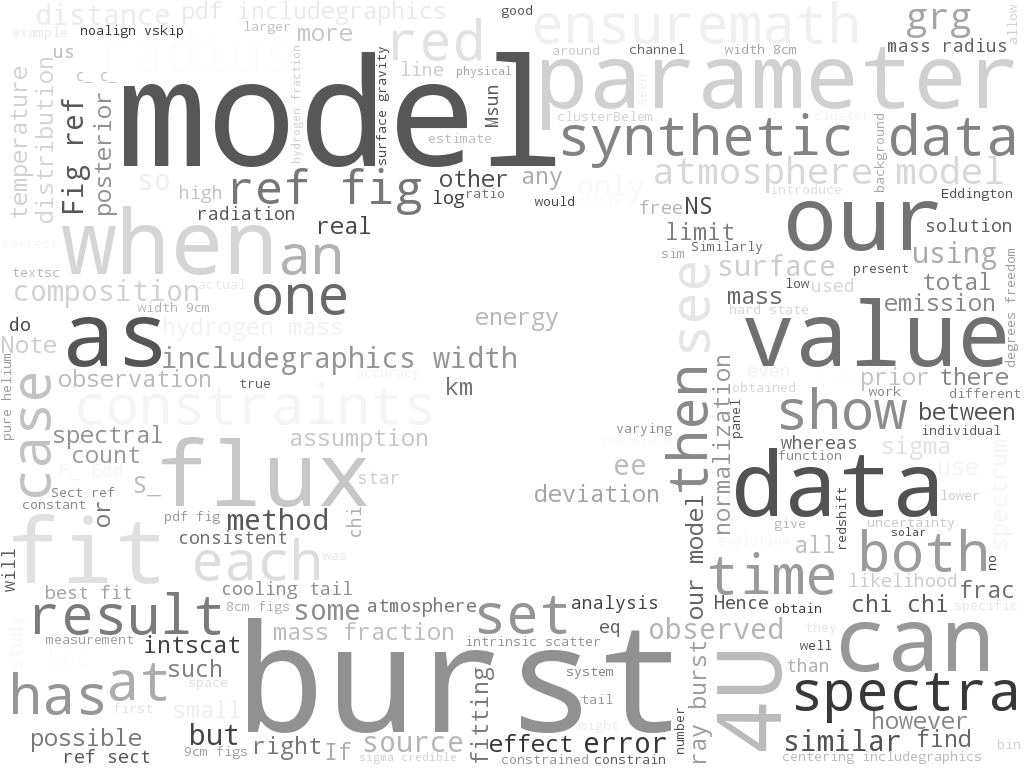 good
distance
pdf includegraphics
larger
grg
allow
example
noalign vskip
more
ensuremath
us
radius
red
around
channel
width 8cm
mass radius
C_ C_
line
physical
parameter
temperature
distribution
Fig ref
posterior
model
hydrogen fraction
surface gravity
Msun
seen
estimate
clusterBelem
cluster
synthetic data
background
so
high
ref fig
other
any
only
atmosphere model
introduce
log
ratio
would
free
NS
Eddington
radiation
real
limit
our
solution
correct
when
an
Similarly
sim
see
using
textsc
actual
surface
present
degrees freedom
composition
one
low
used
total
width 9cm
mass
emission
do
as
hydrogen mass
energy
hard state
value
Note
includegraphics width
pure helium
observation
true
accuracy
km
then
normalization
even
obtained
prior
there
work
different
case
constraints
show
between
varying
panel
individual
spectral
assumption
therefore
whereas
sigma
count
flux
function
F_ Edd
star
ee
data
use
spectrum
S_
deviation
lower
Sect ref
constant
or
pdf fig
method
chi
our model
give
redshift
uncertainty
fit
consistent
evolution
solar
all
both
no
will
each
was
time
likelihood
frac
best fit
cooling tail
8cm figs
some
atmosphere
set
analysis
Hence
obtain
chi chi
specific
result
mass fraction
eq
observed
they
can
study
measurement
intscat
intrinsic scatter
well
kpc
such
burst
system
ray burst
4U
than
has
at
space
tail
spectra
first
small
fitting
might
number
however
possible
but
right
If
source
effect
error
similar
find
ref sect
9cm figs
sigma credible
constrained
constrain
centering includegraphics
bin